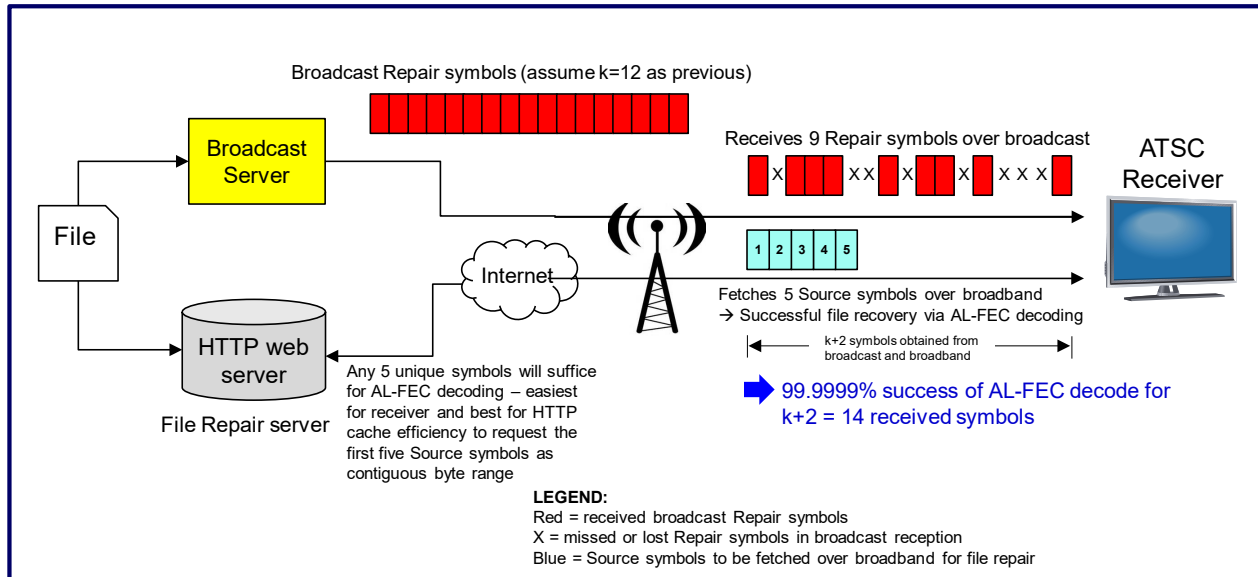 Broadcast Repair symbols (assume k=12 as previous)
Broadcast
Server
Receives 9 Repair symbols over broadcast
X X X X X X X X
ATSC
Receiver
File
1 2 3 4 5
Internet
Fetches 5 Source symbols over broadband
→ Successful file recovery via AL-FEC decoding
k+2 symbols obtained from
broadcast and broadband
HTTP web
server
File Repair server
Any 5 unique symbols will suffice
for AL-FEC decoding – easiest
for receiver and best for HTTP
cache efficiency to request the
first five Source symbols as
contiguous byte range
99.9999% success of AL-FEC decode for
k+2 = 14 received symbols
LEGEND:
Red = received broadcast Repair symbols
X = missed or lost Repair symbols in broadcast reception
Blue = Source symbols to be fetched over broadband for file repair